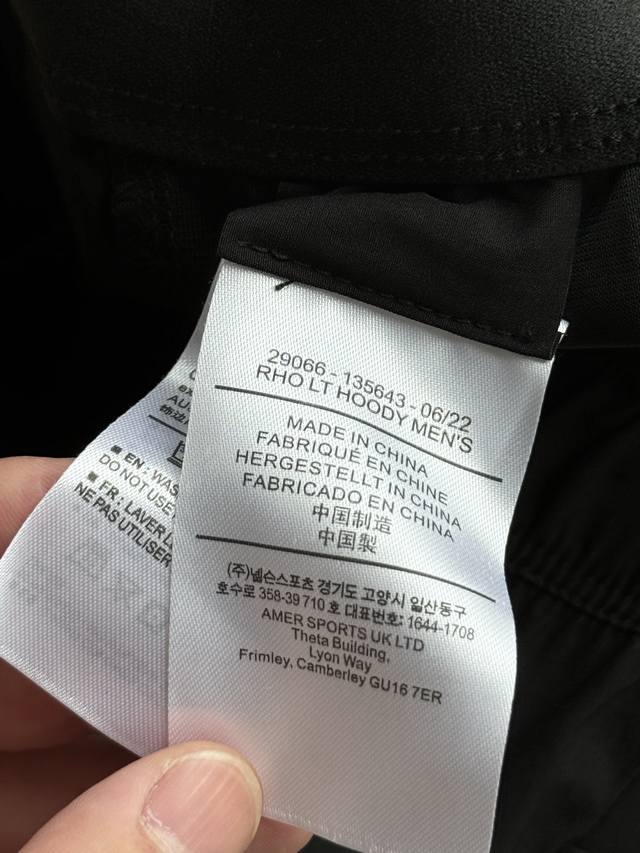 29066 - 135643 - 06/22
RHO LT HOODY MEN'S
MADE IN CHINA
FABRIQUÉ EN CHINE
HERGESTELLT IN CHINA
FABRICADO EN CHINA
中国制造
中国製
(주)넬슨스포츠 경기도 고양시 일산동구
호수로 358-39 710 호 대표번호: 1644-1708
AMER SPORTS UK LTD
Theta Building,
Lyon Way
Frimley, Camberley GU16 7ER
■ EN : WAS
DO NOT USE
■ FR : LAVER L
NE PAS UTILISER